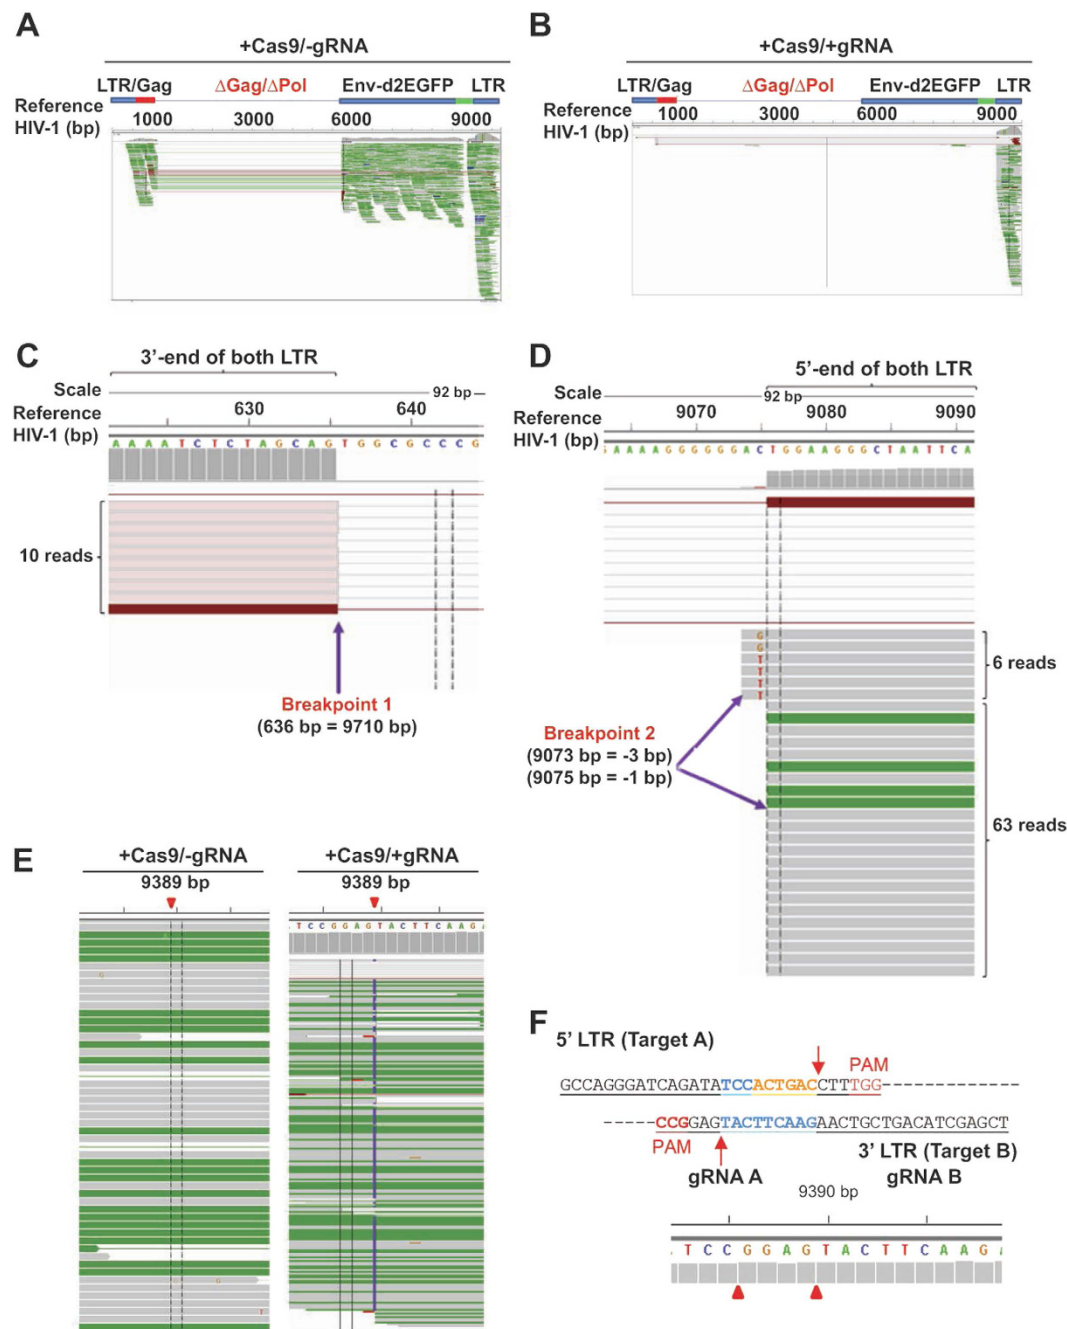 A
+Cas9/-gRNA
LTR/Gag ΔGag/ΔPol Env-d2EGFP LTR
Reference
HIV-1 (bp)
1000 3000 6000 9000
B
+Cas9/+gRNA
LTR/Gag ΔGag/ΔPol Env-d2EGFP LTR
Reference
HIV-1 (bp)
1000 3000 6000 9000
C
3'-end of both LTR
Scale
92 bp
Reference
HIV-1 (bp)
630 640
A A A A T C T C T A G C A G T G G C G C C C G
10 reads
Breakpoint 1
(636 bp = 9710 bp)
D
5'-end of both LTR
Scale
92 bp
Reference
HIV-1 (bp)
9070 9080 9090
A A A A G G G G G G A C T G G A A G G G C T A A T T C A
G
G
T
T
T
T
6 reads
Breakpoint 2
(9073 bp = -3 bp)
(9075 bp = -1 bp)
63 reads
E
+Cas9/-gRNA
9389 bp
G
G
T
+Cas9/+gRNA
9389 bp
T C C G G A G T A C T T C A A G
F
5' LTR (Target A)
PAM
GCCAGGGATCAGATATCCACTGACCTTTGG
CCGGAGTACTTCAAGAACTGCTGACATCGAGCT
PAM
3' LTR (Target B)
gRNA A
gRNA B
9390 bp
T C C G G A G T A C T T C A A G